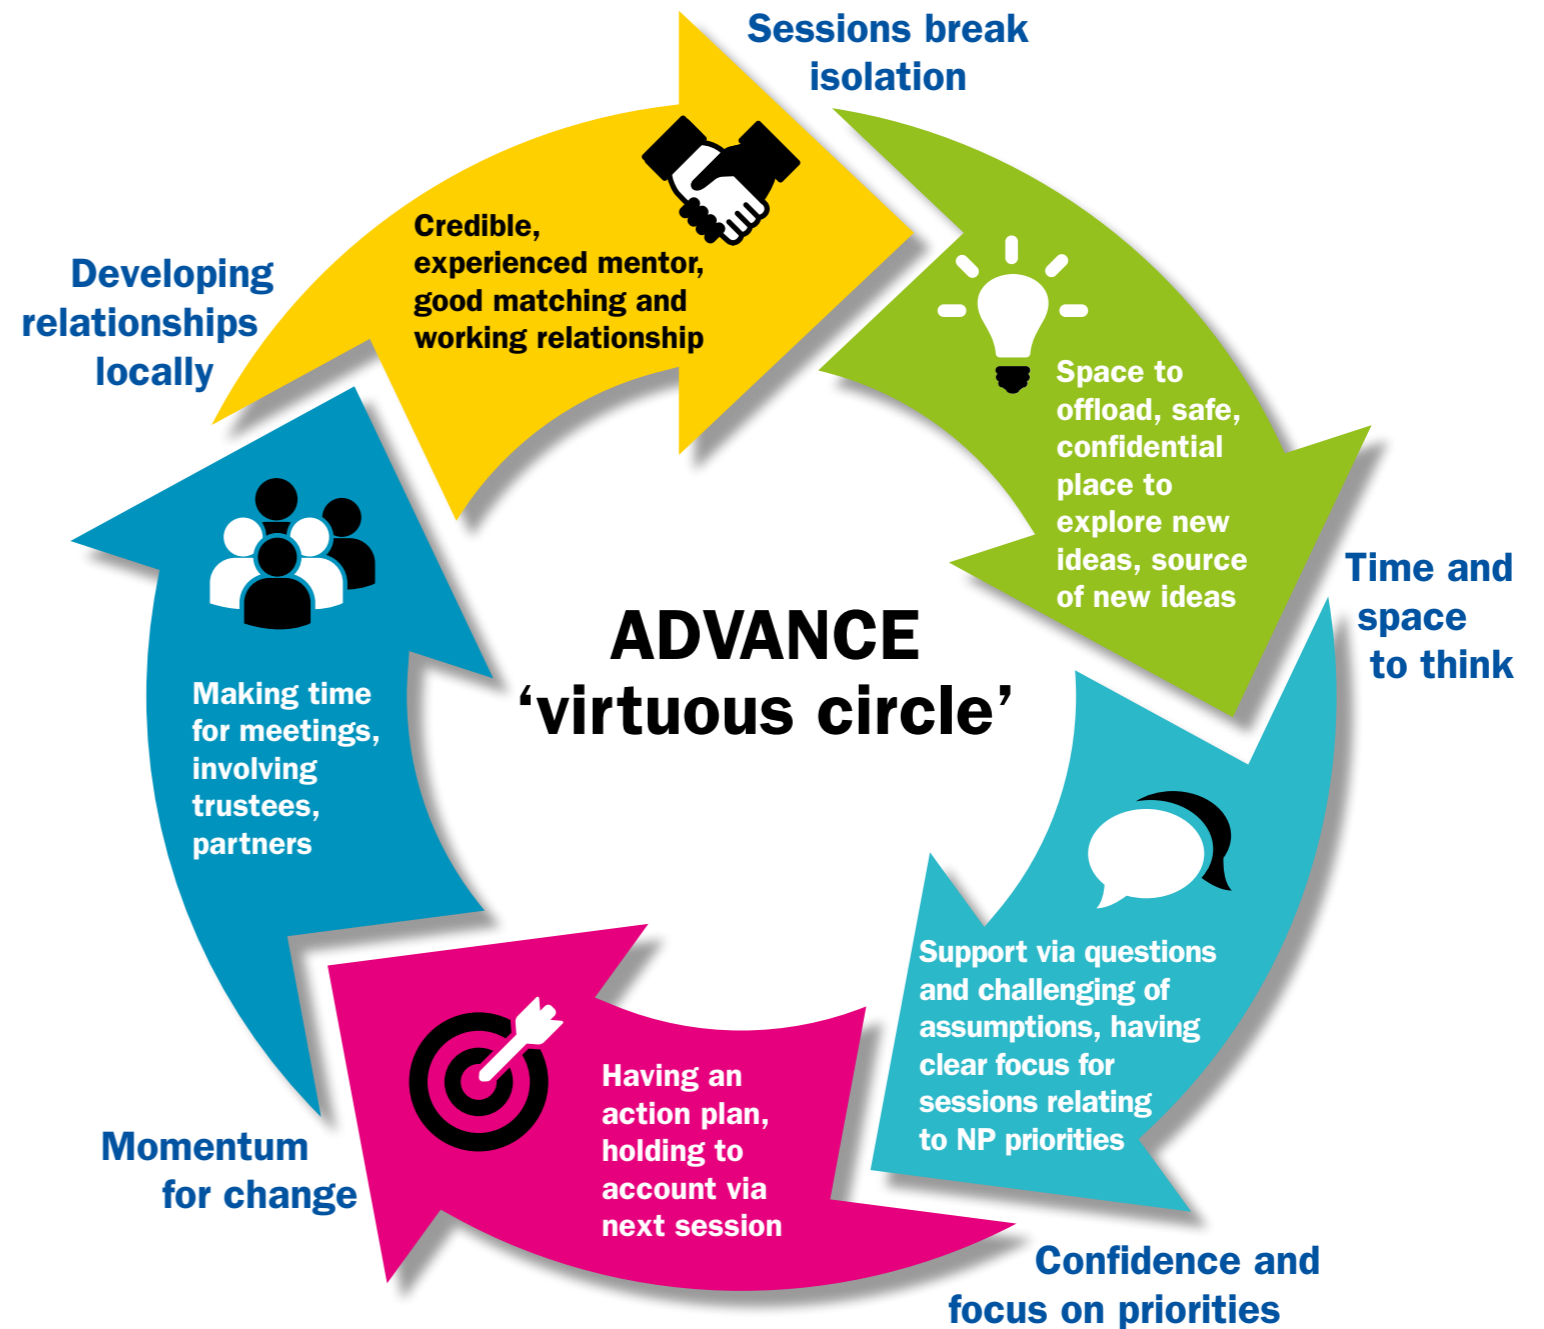 Sessions break
isolation
Credible,
experienced mentor,
good matching and
working relationship
Developing
relationships
locally
Space to
offload, safe,
confidential
place to
explore new
ideas, source
of new ideas
Time and
space
to think
ADVANCE
‘virtuous circle’
Making time
for meetings,
involving
trustees,
partners
Support via questions
and challenging of
assumptions, having
clear focus for
sessions relating
to NP priorities
Having an
action plan,
holding to
account via
next session
Momentum
for change
Confidence and
focus on priorities